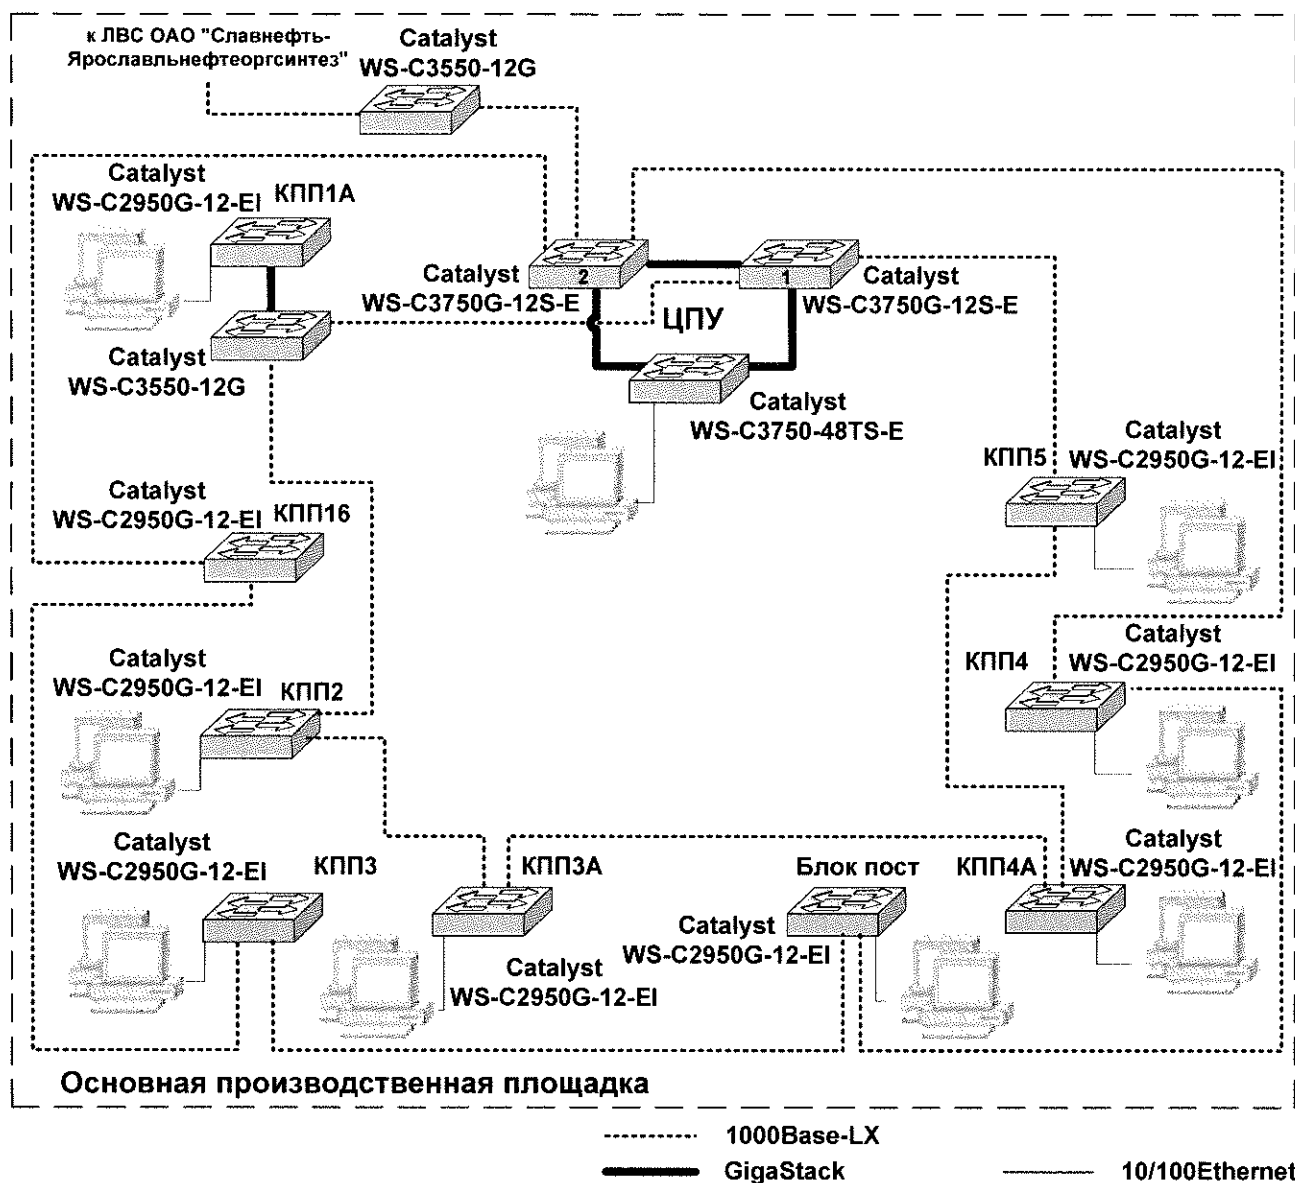 к ЛВС ОАО "Славнефть-
Ярославльнефтеоргсинтез"
Catalyst
WS-C3550-12G
Catalyst
WS-C2950G-12-EI
КПП1А
2
1
Catalyst
WS-C3750G-12S-E
Catalyst
WS-C3750G-12S-E
ЦПУ
Catalyst
WS-C3550-12G
Catalyst
WS-C3750-48TS-E
КПП5
Catalyst
WS-C2950G-12-EI
Catalyst
WS-C2950G-12-EI
КПП16
КПП4
Catalyst
WS-C2950G-12-EI
Catalyst
WS-C2950G-12-EI
КПП2
Catalyst
WS-C2950G-12-EI
КПП3
КПП3А
Блок пост
КПП4А
Catalyst
WS-C2950G-12-EI
Catalyst
WS-C2950G-12-EI
Catalyst
WS-C2950G-12-EI
Основная производственная площадка
1000Base-LX
GigaStack
10/100Ethernet